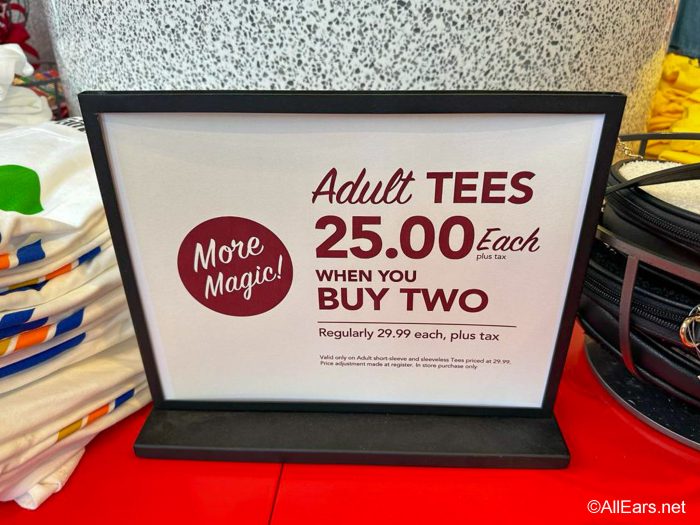 More
Magic!
Adult TEES
25.00 Each
plus tax
WHEN YOU
BUY TWO
Regularly 29.99 each, plus tax
Valid only on Adult short-sleeve and sleeveless Tees priced at 29.99.
Price adjustment made at register. In store purchase only.
©AllEars.net